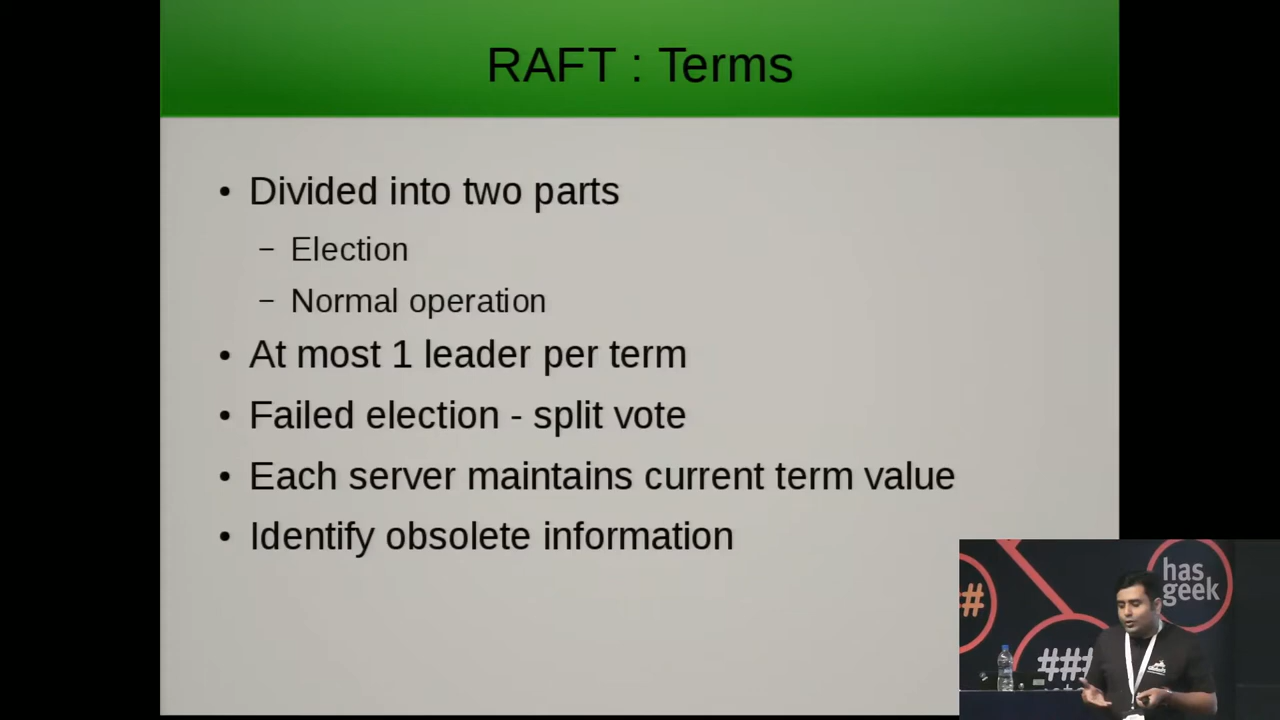 RAFT : Terms
• Divided into two parts
– Election
– Normal operation
• At most 1 leader per term
• Failed election - split vote
• Each server maintains current term value
• Identify obsolete information
has
geek
#
###